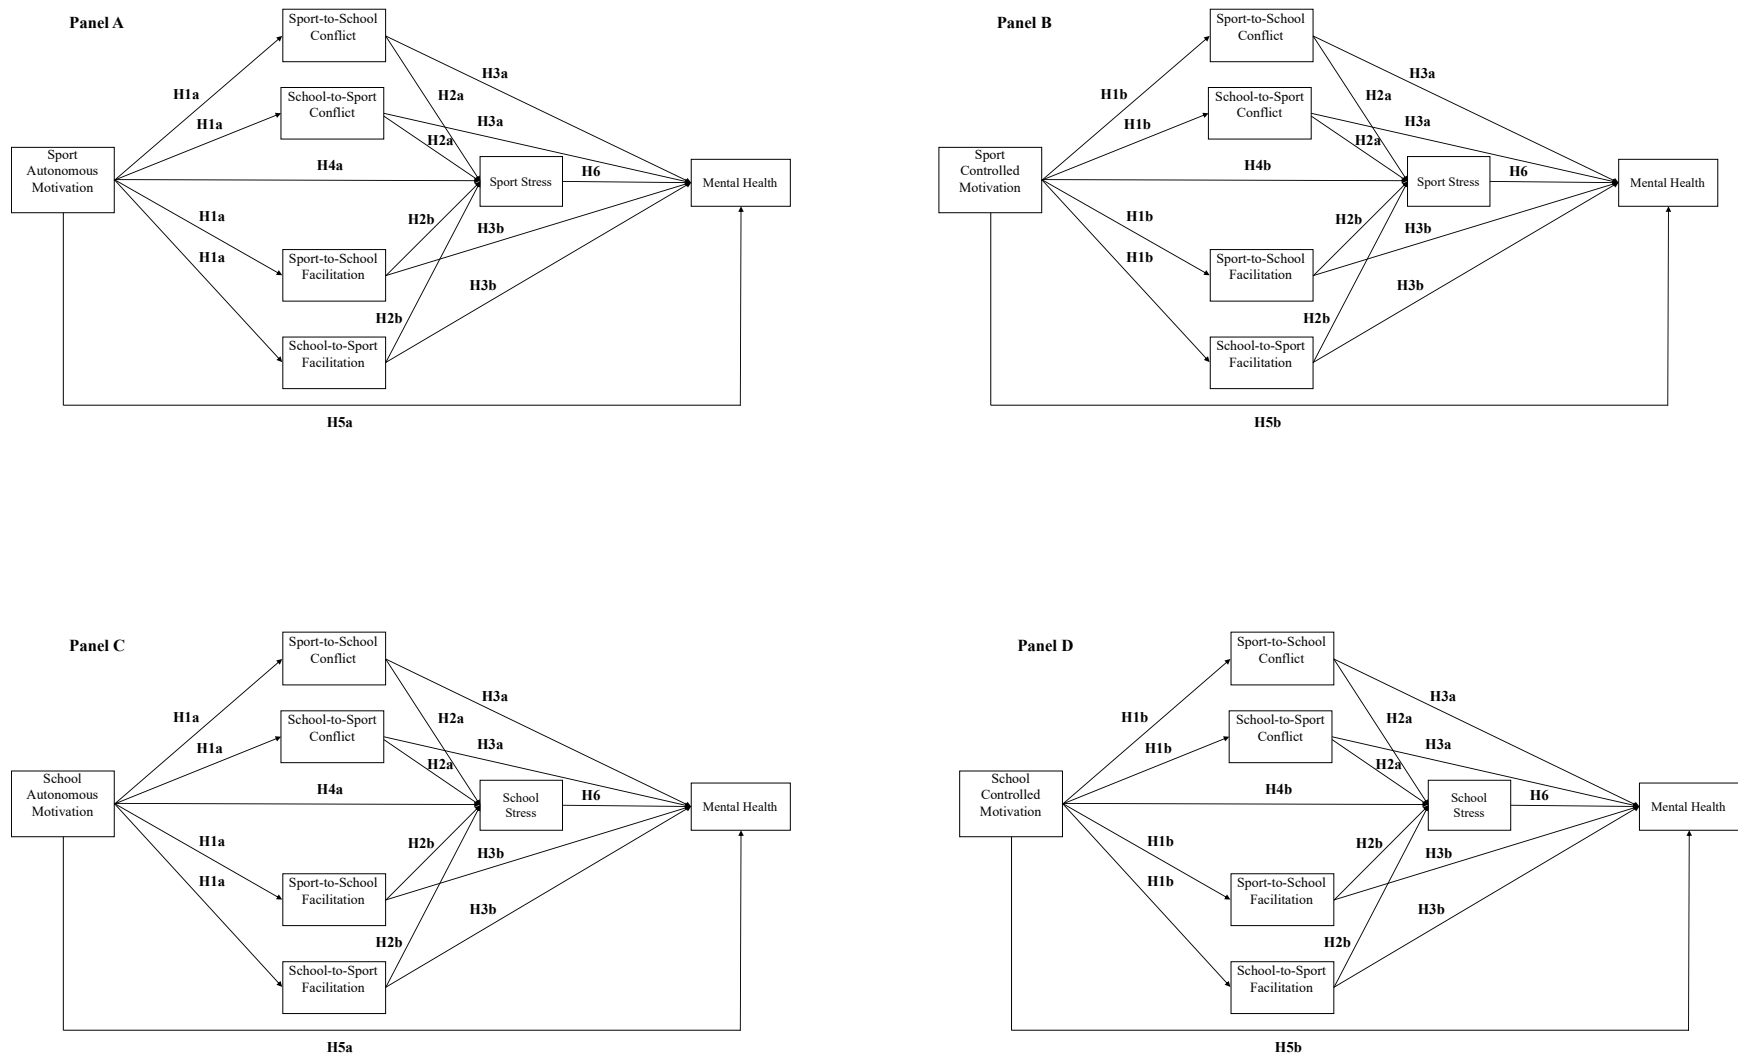 Panel A
Sport-to-School
Conflict
H3a
H2a
H1a
School-to-Sport
Conflict
H3a
H1a
H2a
Sport
Autonomous
Motivation
H4a
Sport Stress
H6
Mental Health
H1a
H2b
H3b
H1a
Sport-to-School
Facilitation
H3b
H2b
School-to-Sport
Facilitation
H5a
Panel B
Sport-to-School
Conflict
H3a
H2a
H1b
School-to-Sport
Conflict
H3a
H1b
H2a
Sport
Controlled
Motivation
H4b
Sport Stress
H6
Mental Health
H1b
H2b
H3b
H1b
Sport-to-School
Facilitation
H3b
H2b
School-to-Sport
Facilitation
H5b
Panel C
Sport-to-School
Conflict
H3a
H1a
H2a
School-to-Sport
Conflict
H3a
H1a
H2a
School
Autonomous
Motivation
H4a
School
Stress
H6
Mental Health
H1a
H2b
H3b
H1a
Sport-to-School
Facilitation
H3b
H2b
School-to-Sport
Facilitation
H5a
Panel D
Sport-to-School
Conflict
H3a
H1b
H2a
School-to-Sport
Conflict
H3a
H1b
H2a
School
Controlled
Motivation
H4b
School
Stress
H6
Mental Health
H1b
H2b
H3b
H1b
Sport-to-School
Facilitation
H3b
H2b
School-to-Sport
Facilitation
H5b